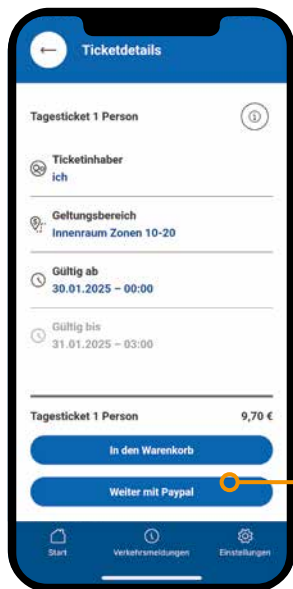 Ticketdetails
Tagesticket 1 Person
Ticketinhaber
ich
Geltungsbereich
Innenraum Zonen 10-20
Gültig ab
30.01.2025 – 00:00
Gültig bis
31.01.2025 – 03:00
Tagesticket 1 Person 9,70 €
In den Warenkorb
Weiter mit Paypal
Start Verkehrsmeldungen Einstellungen